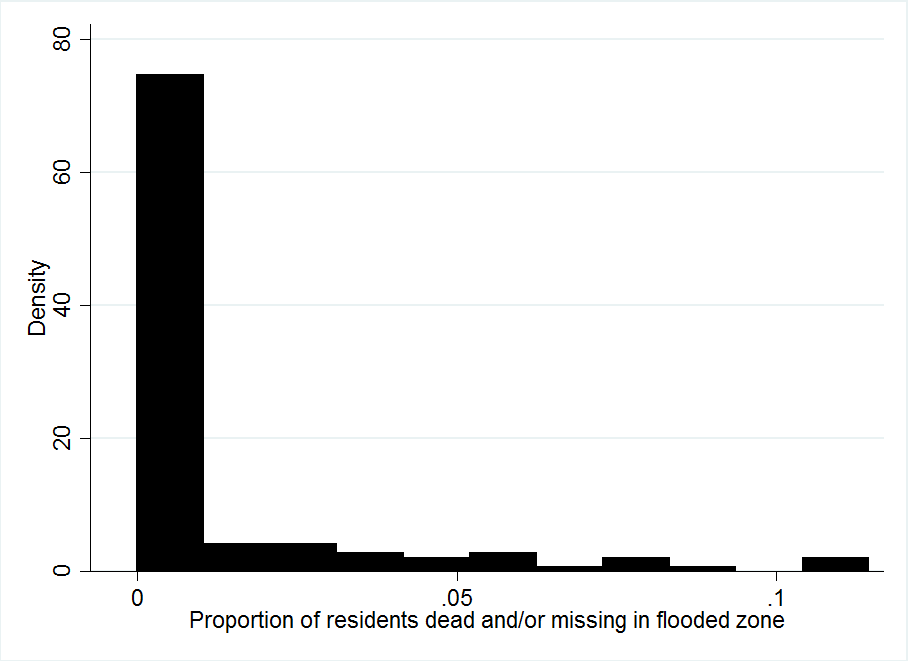 80
60
40
20
0
Density
0 .05 .1
Proportion of residents dead and/or missing in flooded zone